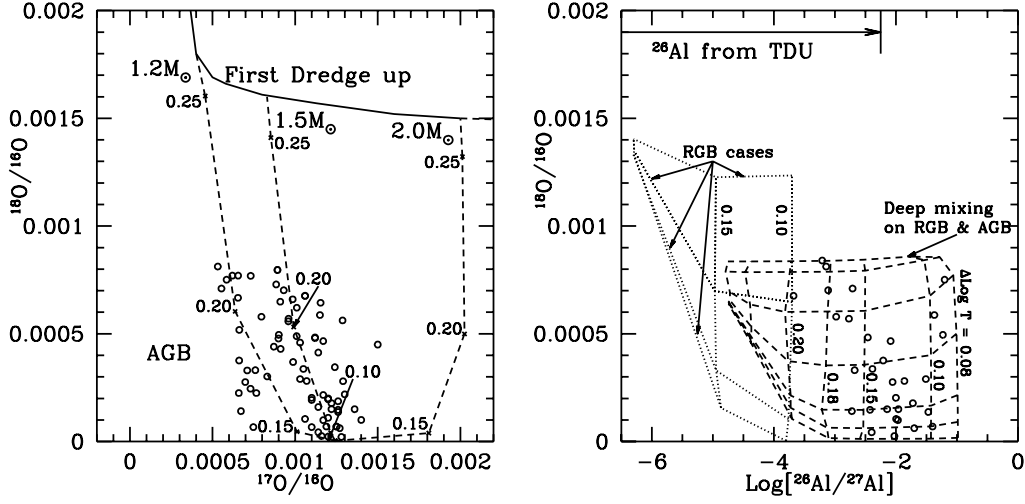 0.002
0.0015
0.001
0.0005
0
¹⁸O/¹⁶O
1.2M⊙
First Dredge up
0.25
1.5M⊙
0.25
2.0M⊙
0.25
0.20
0.20
0.20
AGB
0.10
0.15
0.15
0 0.0005 0.001 0.0015 0.002
¹⁷O/¹⁶O
0.002
0.0015
0.001
0.0005
0
¹⁸O/¹⁶O
²⁶Al from TDU
RGB cases
0.15
0.10
Deep mixing
on RGB & AGB
ΔLog T = 0.08
0.20
0.18
0.15
0.10
−6 −4 −2 0
Log[²⁶Al/²⁷Al]